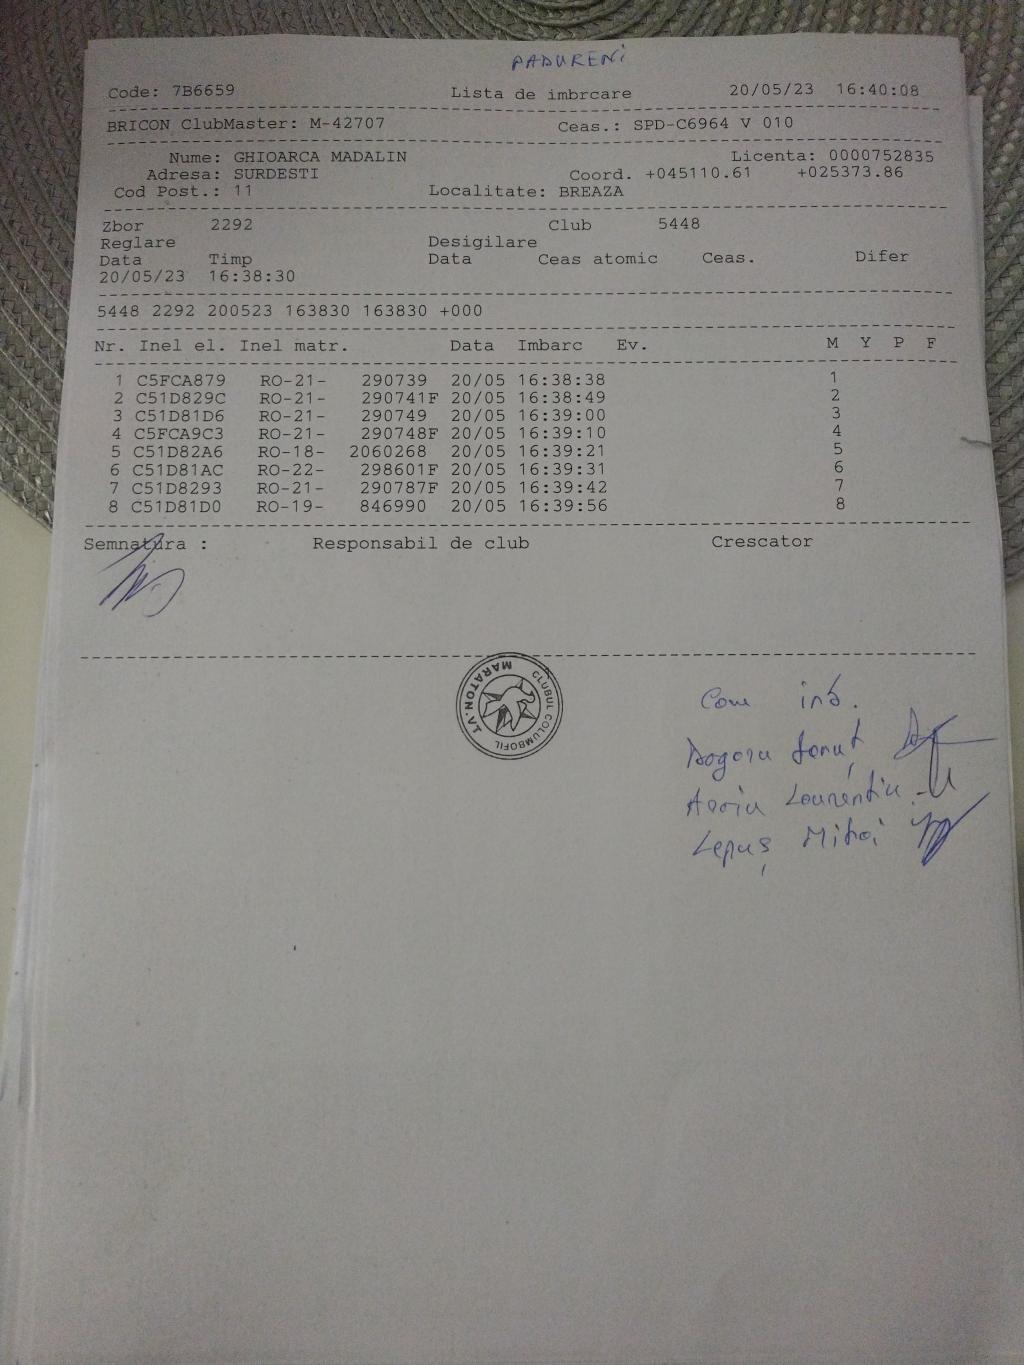 PADURENI
Code: 7B6659 Lista de imbrcare 20/05/23 16:40:08
BRICON ClubMaster: M-42707 Ceas.: SPD-C6964 V 010
Nume: GHIOARCA MADALIN Licenta: 0000752835
Adresa: SURDESTI Coord. +045110.61 +025373.86
Cod Post.: 11 Localitate: BREAZA
Zbor 2292 Club 5448
Reglare Desigilare
Data Timp Data Ceas atomic Ceas. Difer
20/05/23 16:38:30
5448 2292 200523 163830 163830 +000
Nr. Inel el. Inel matr. Data Imbarc Ev. M Y P F
1 C5FCA879 RO-21- 290739 20/05 16:38:38 1
2 C51D829C RO-21- 290741F 20/05 16:38:49 2
3 C51D81D6 RO-21- 290749 20/05 16:39:00 3
4 C5FCA9C3 RO-21- 290748F 20/05 16:39:10 4
5 C51D82A6 RO-18- 2060268 20/05 16:39:21 5
6 C51D81AC RO-22- 298601F 20/05 16:39:31 6
7 C51D8293 RO-21- 290787F 20/05 16:39:42 7
8 C51D81D0 RO-19- 846990 20/05 16:39:56 8
Semnatura : Responsabil de club Crescator
CLUBUL COLUMBOFIL
MARATON.VT
Com imb.
Ionuț
Laurentiu
Lepuș Mihai